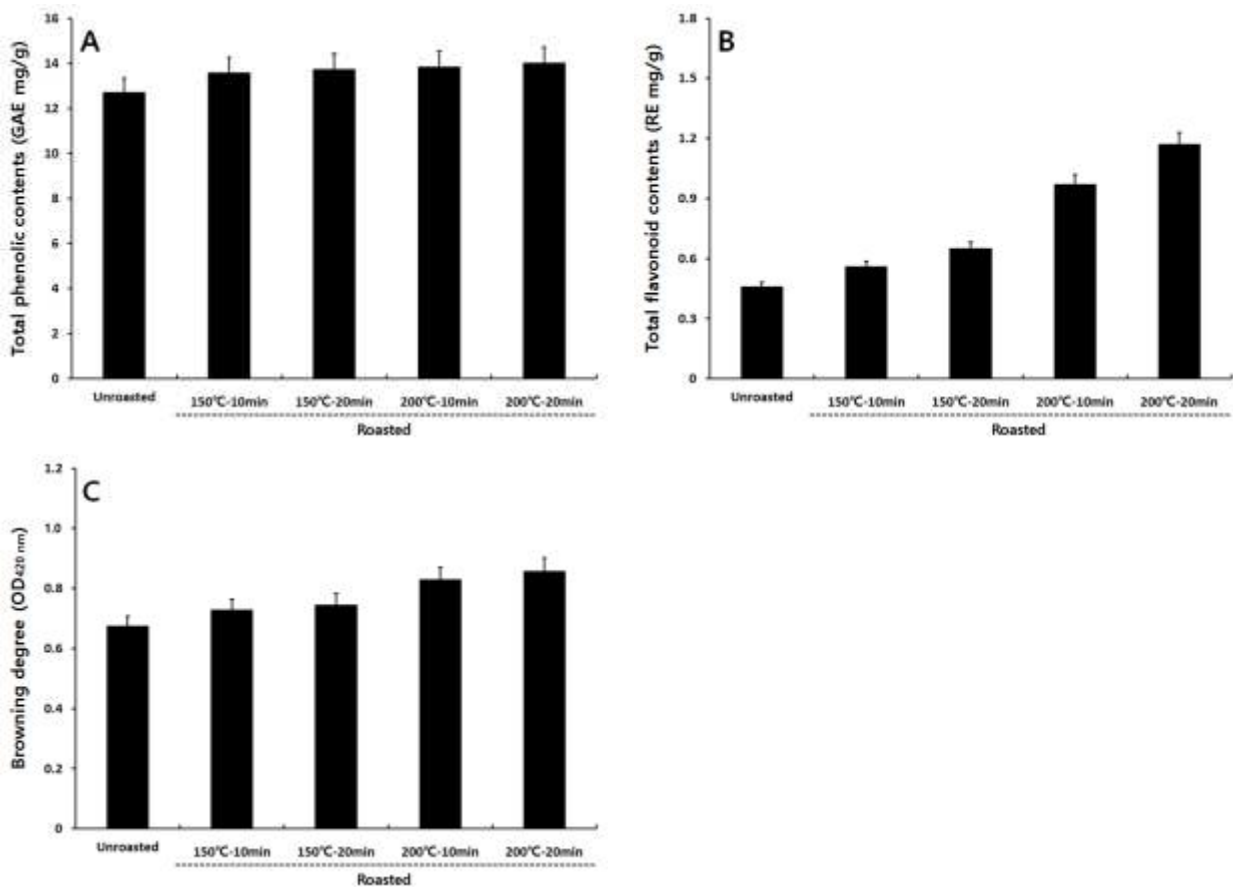 A
Total phenolic contents (GAE mg/g)
16
14
12
10
8
6
4
2
0
Unroasted 150℃-10min 150℃-20min 200℃-10min 200℃-20min
Roasted
B
Total flavonoid contents (RE mg/g)
1.8
1.5
1.2
0.9
0.6
0.3
0
Unroasted 150℃-10min 150℃-20min 200℃-10min 200℃-20min
Roasted
C
Browning degree (OD420 nm)
1.2
1.0
0.8
0.6
0.4
0.2
0
Unroasted 150℃-10min 150℃-20min 200℃-10min 200℃-20min
Roasted